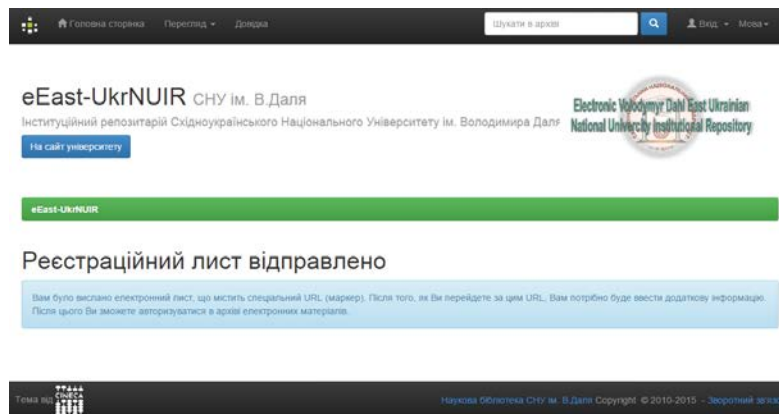 Головна сторінка Перегляд Довідка Шукати в архіві Вхід: Мова
eEast-UkrNUIR СНУ ім. В.Даля
Інституційний репозитарій Східноукраїнського Національного Університету ім. Володимира Даля
На сайт університету
Electronic Volodymyr Dahl East Ukrainian
National University Institutional Repository
eEast-UkrNUIR
Реєстраційний лист відправлено
Вам було вислано електронний лист, що містить спеціальний URL (маркер). Після того, як Ви перейдете за цим URL, Вам потрібно буде ввести додаткову інформацію.
Після цього Ви зможете авторизуватися в архіві електронних матеріалів.
Тема від CINECA
Наукова бібліотека СНУ ім. В.Даля Copyright © 2010-2015 - Зворотний зв'язок